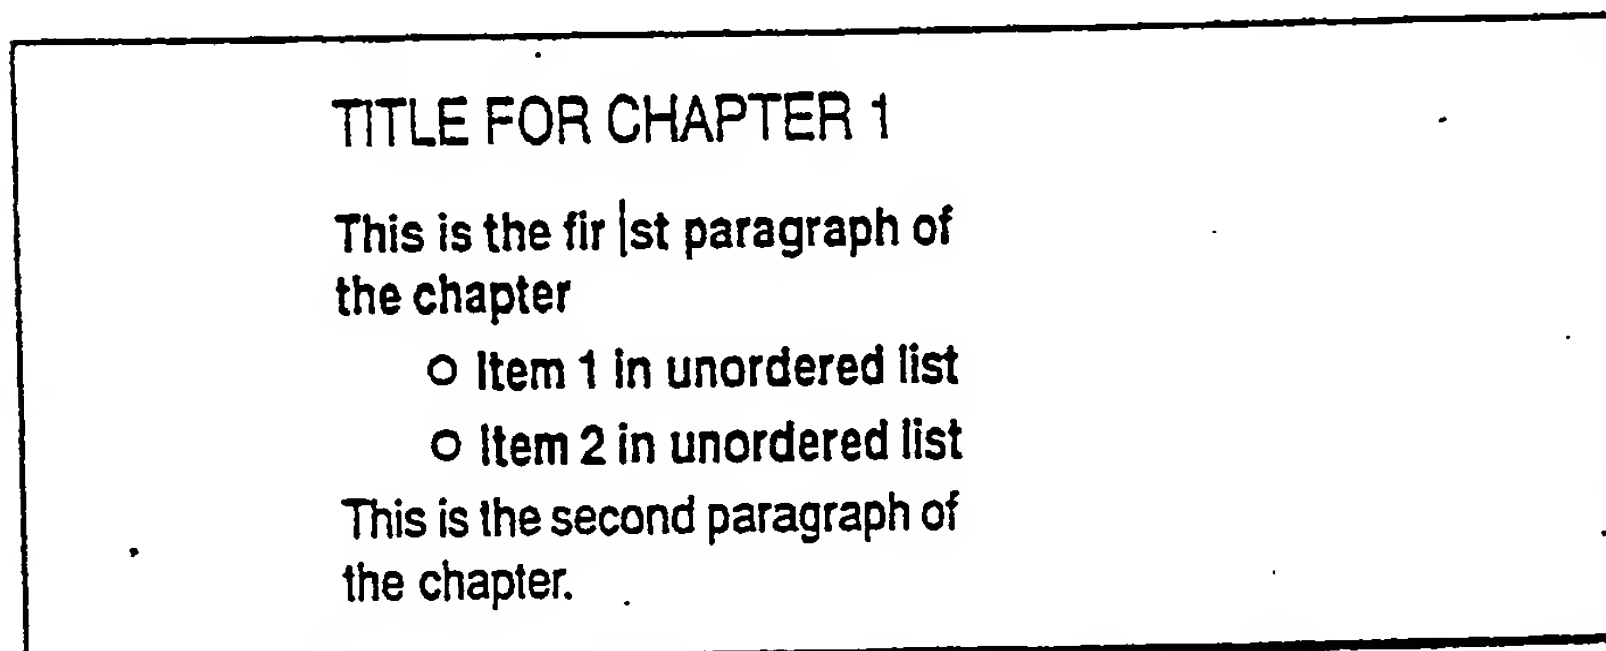 TITLE FOR CHAPTER 1
This is the fir |st paragraph of
the chapter
o Item 1 in unordered list
o Item 2 in unordered list
This is the second paragraph of
the chapter.